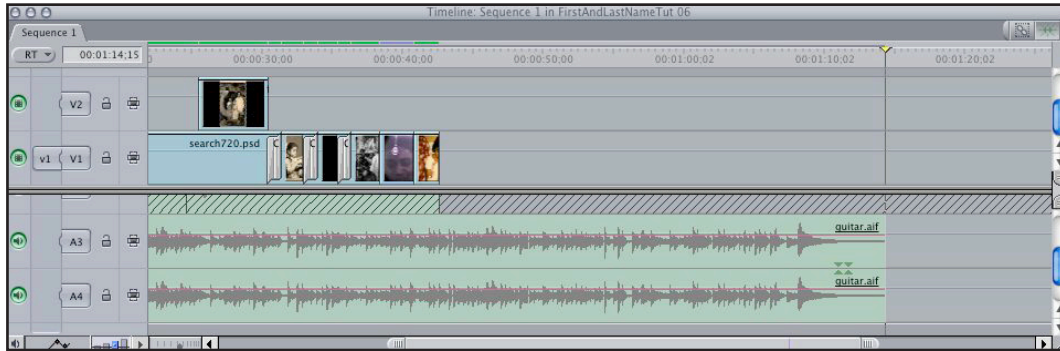 Timeline: Sequence 1 in FirstAndLastNameTut 06
Sequence 1
RT 00:01:14;15 00:00:30;00 00:00:40;00 00:00:50;00 00:01:00;02 00:01:10;02 00:01:20;02
V2
v1 V1 search720.psd
A3 guitar.aif
A4 guitar.aif